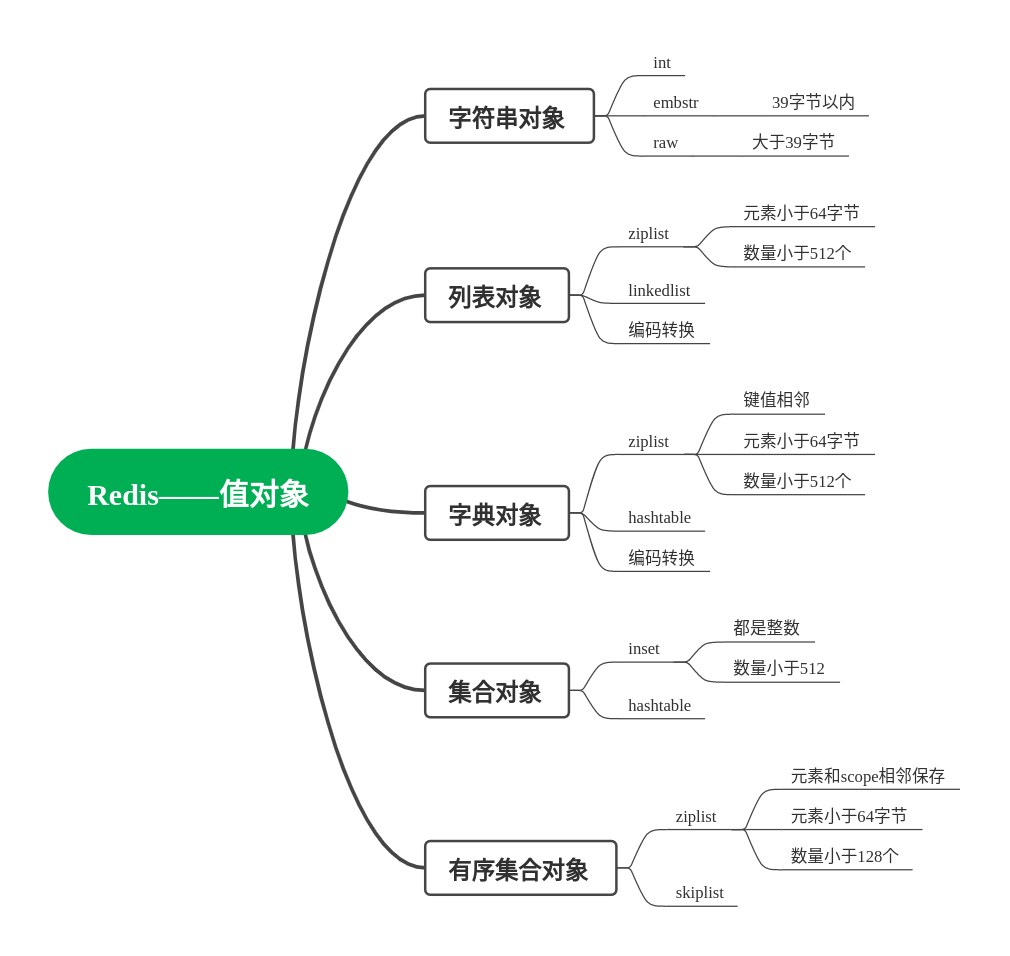 Redis——值对象
字符串对象
int
embstr
39字节以内
raw
大于39字节
列表对象
ziplist
元素小于64字节
数量小于512个
linkedlist
编码转换
字典对象
ziplist
键值相邻
元素小于64字节
数量小于512个
hashtable
编码转换
集合对象
inset
都是整数
数量小于512
hashtable
有序集合对象
ziplist
元素和scope相邻保存
元素小于64字节
数量小于128个
skiplist